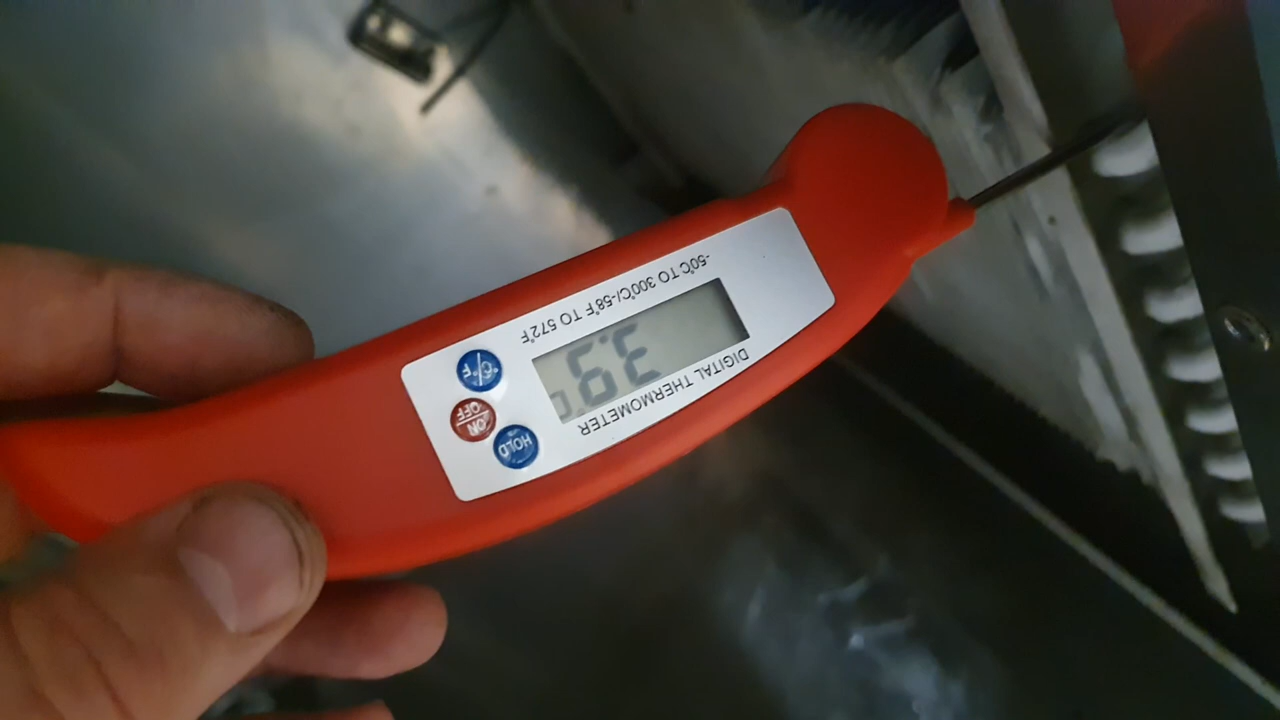 DIGITAL THERMOMETER
3.9
-50°C TO 300°C/-58°F TO 572°F
HOLD
ON/OFF
°C/°F